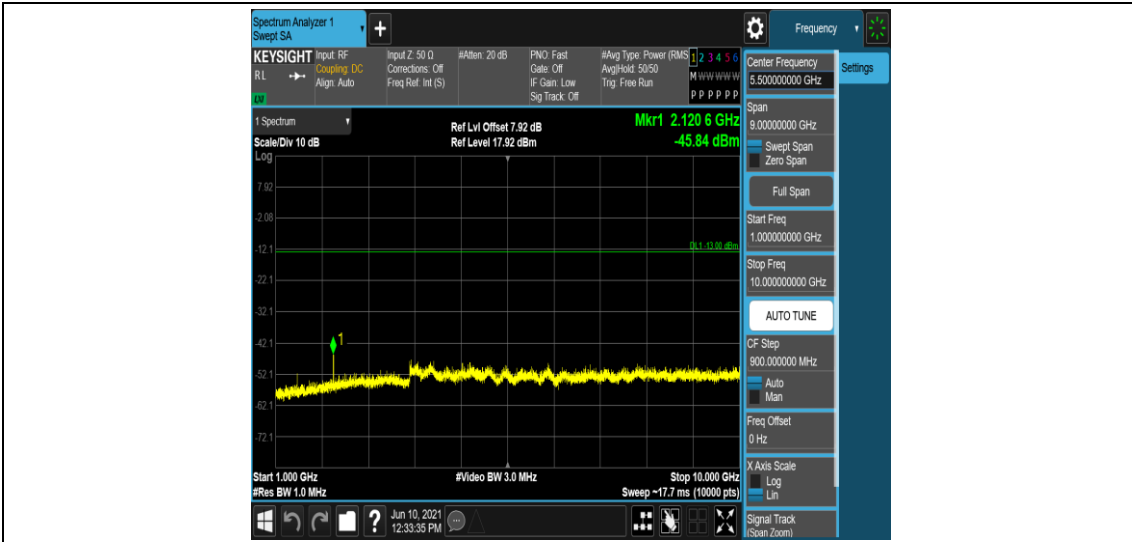 Spectrum Analyzer 1
Swept SA
+
Frequency
KEYSIGHT
RL
LXI
Input: RF
Coupling: DC
Align: Auto
Input Z: 50 Ω
Corrections: Off
Freq Ref: Int (S)
#Atten: 20 dB
PNO: Fast
Gate: Off
IF Gain: Low
Sig Track: Off
#Avg Type: Power (RMS
Avg|Hold: 50/50
Trig: Free Run
1 2 3 4 5 6
M W W W W W
P P P P P P
Center Frequency
5.500000000 GHz
Settings
Span
9.00000000 GHz
Swept Span
Zero Span
Full Span
Start Freq
1.000000000 GHz
Stop Freq
10.000000000 GHz
AUTO TUNE
CF Step
900.000000 MHz
Auto
Man
Freq Offset
0 Hz
X Axis Scale
Log
Lin
Signal Track
(Span Zoom)
1 Spectrum
Scale/Div 10 dB
Ref Lvl Offset 7.92 dB
Ref Level 17.92 dBm
Mkr1 2.120 6 GHz
-45.84 dBm
Log
7.92
-2.08
-12.1
DL1 -13.00 dBm
-22.1
-32.1
-42.1
1
-52.1
-62.1
-72.1
Start 1.000 GHz
#Res BW 1.0 MHz
#Video BW 3.0 MHz
Stop 10.000 GHz
Sweep ~17.7 ms (10000 pts)
?
Jun 10, 2021
12:33:35 PM